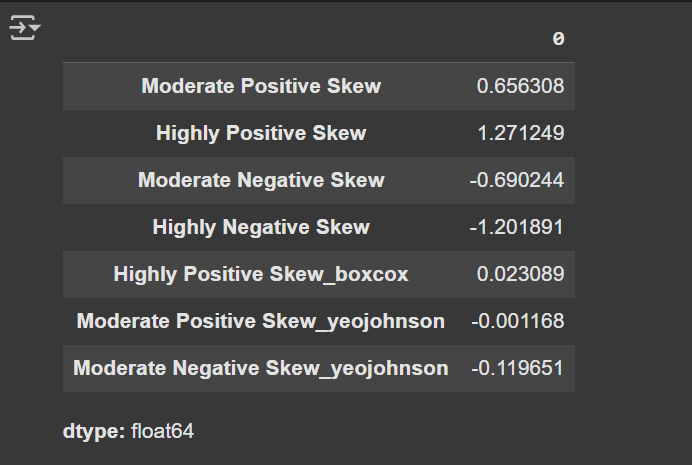 0
Moderate Positive Skew 0.656308
Highly Positive Skew 1.271249
Moderate Negative Skew -0.690244
Highly Negative Skew -1.201891
Highly Positive Skew_boxcox 0.023089
Moderate Positive Skew_yeojohnson -0.001168
Moderate Negative Skew_yeojohnson -0.119651
dtype: float64